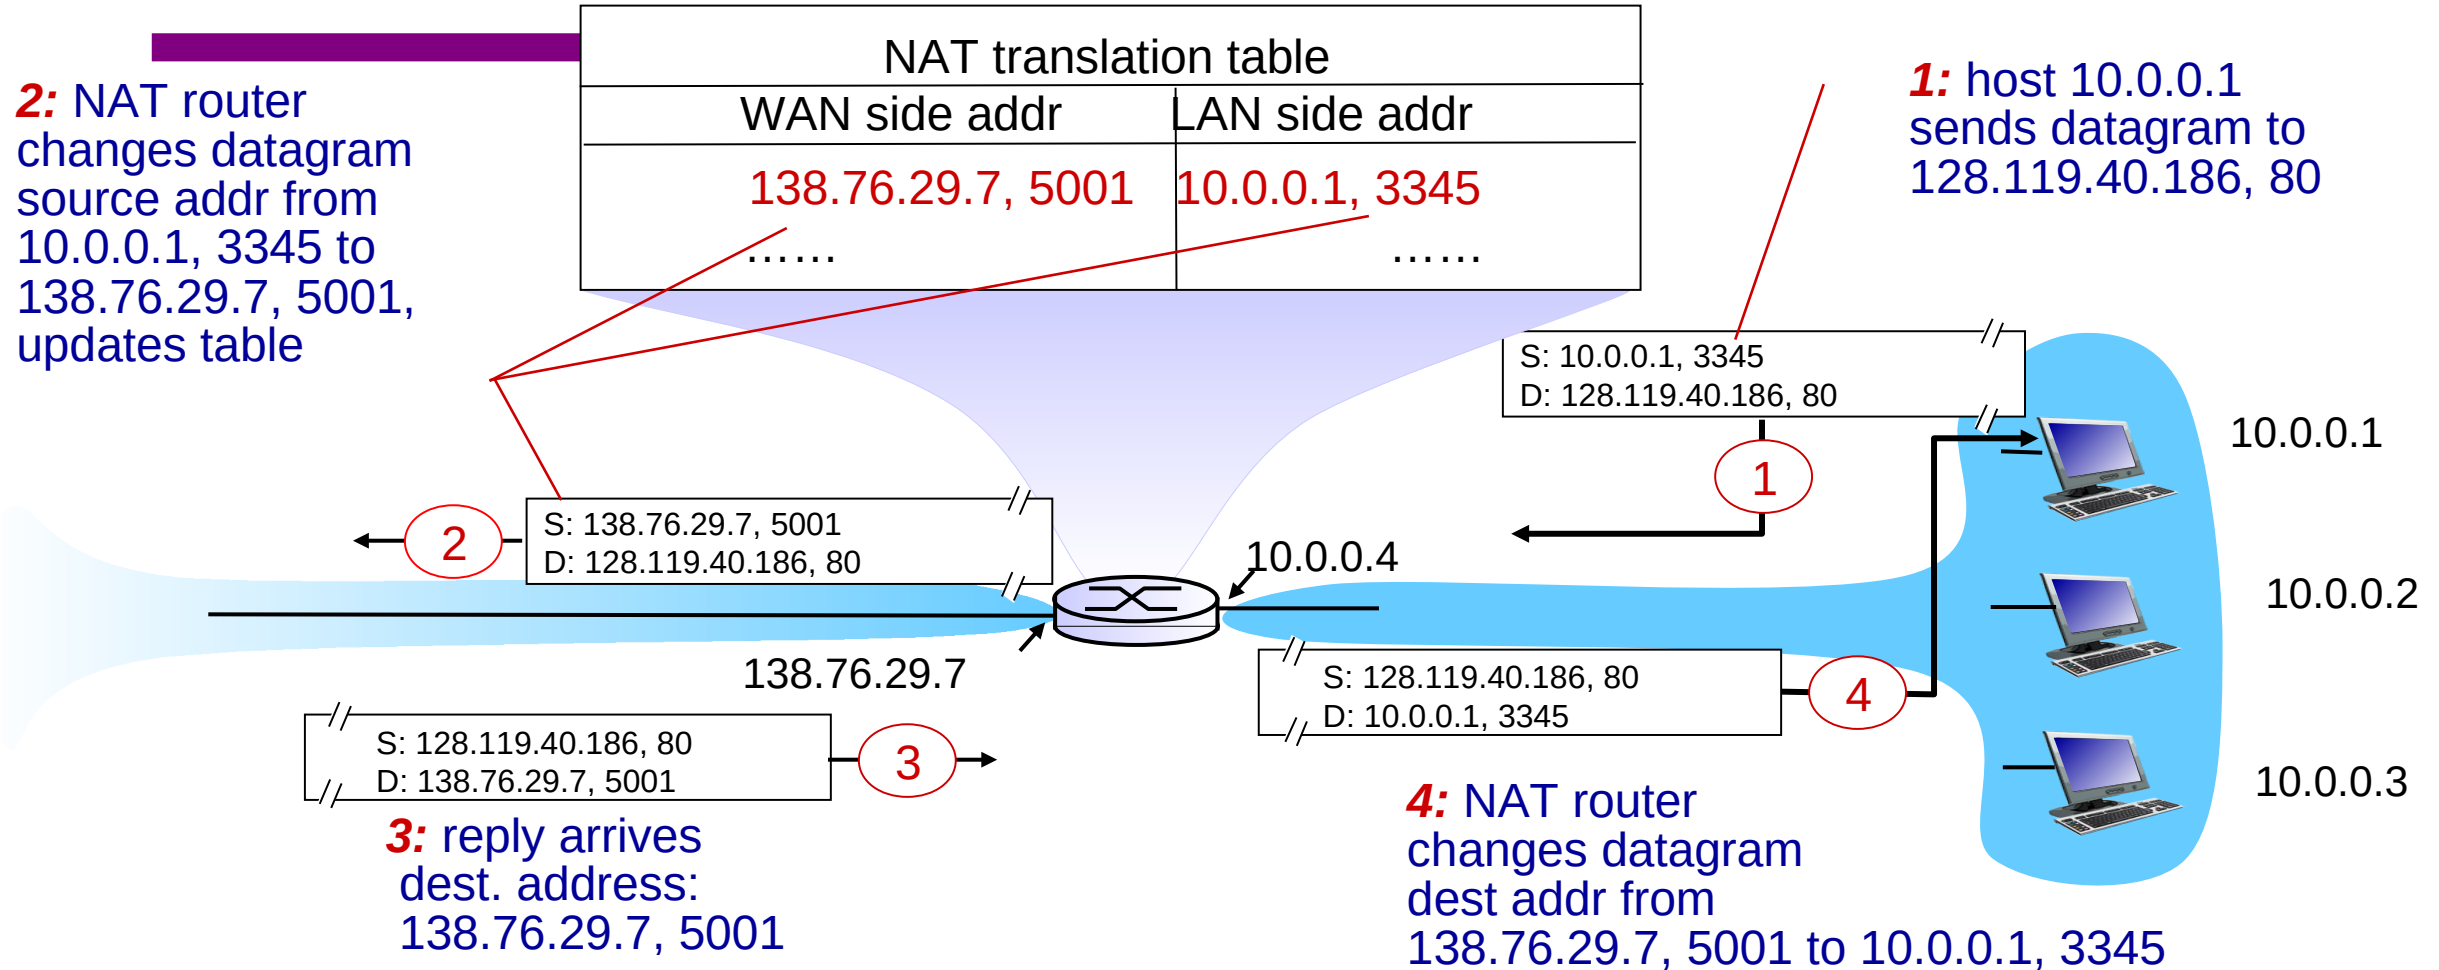 NAT translation table
WAN side addr LAN side addr
138.76.29.7, 5001 10.0.0.1, 3345
…… ……
2: NAT router
changes datagram
source addr from
10.0.0.1, 3345 to
138.76.29.7, 5001,
updates table
1: host 10.0.0.1
sends datagram to
128.119.40.186, 80
S: 10.0.0.1, 3345
D: 128.119.40.186, 80
1
10.0.0.1
2
S: 138.76.29.7, 5001
D: 128.119.40.186, 80
10.0.0.4
10.0.0.2
138.76.29.7
S: 128.119.40.186, 80
D: 10.0.0.1, 3345
4
S: 128.119.40.186, 80
D: 138.76.29.7, 5001
3
10.0.0.3
3: reply arrives
dest. address:
138.76.29.7, 5001
4: NAT router
changes datagram
dest addr from
138.76.29.7, 5001 to 10.0.0.1, 3345